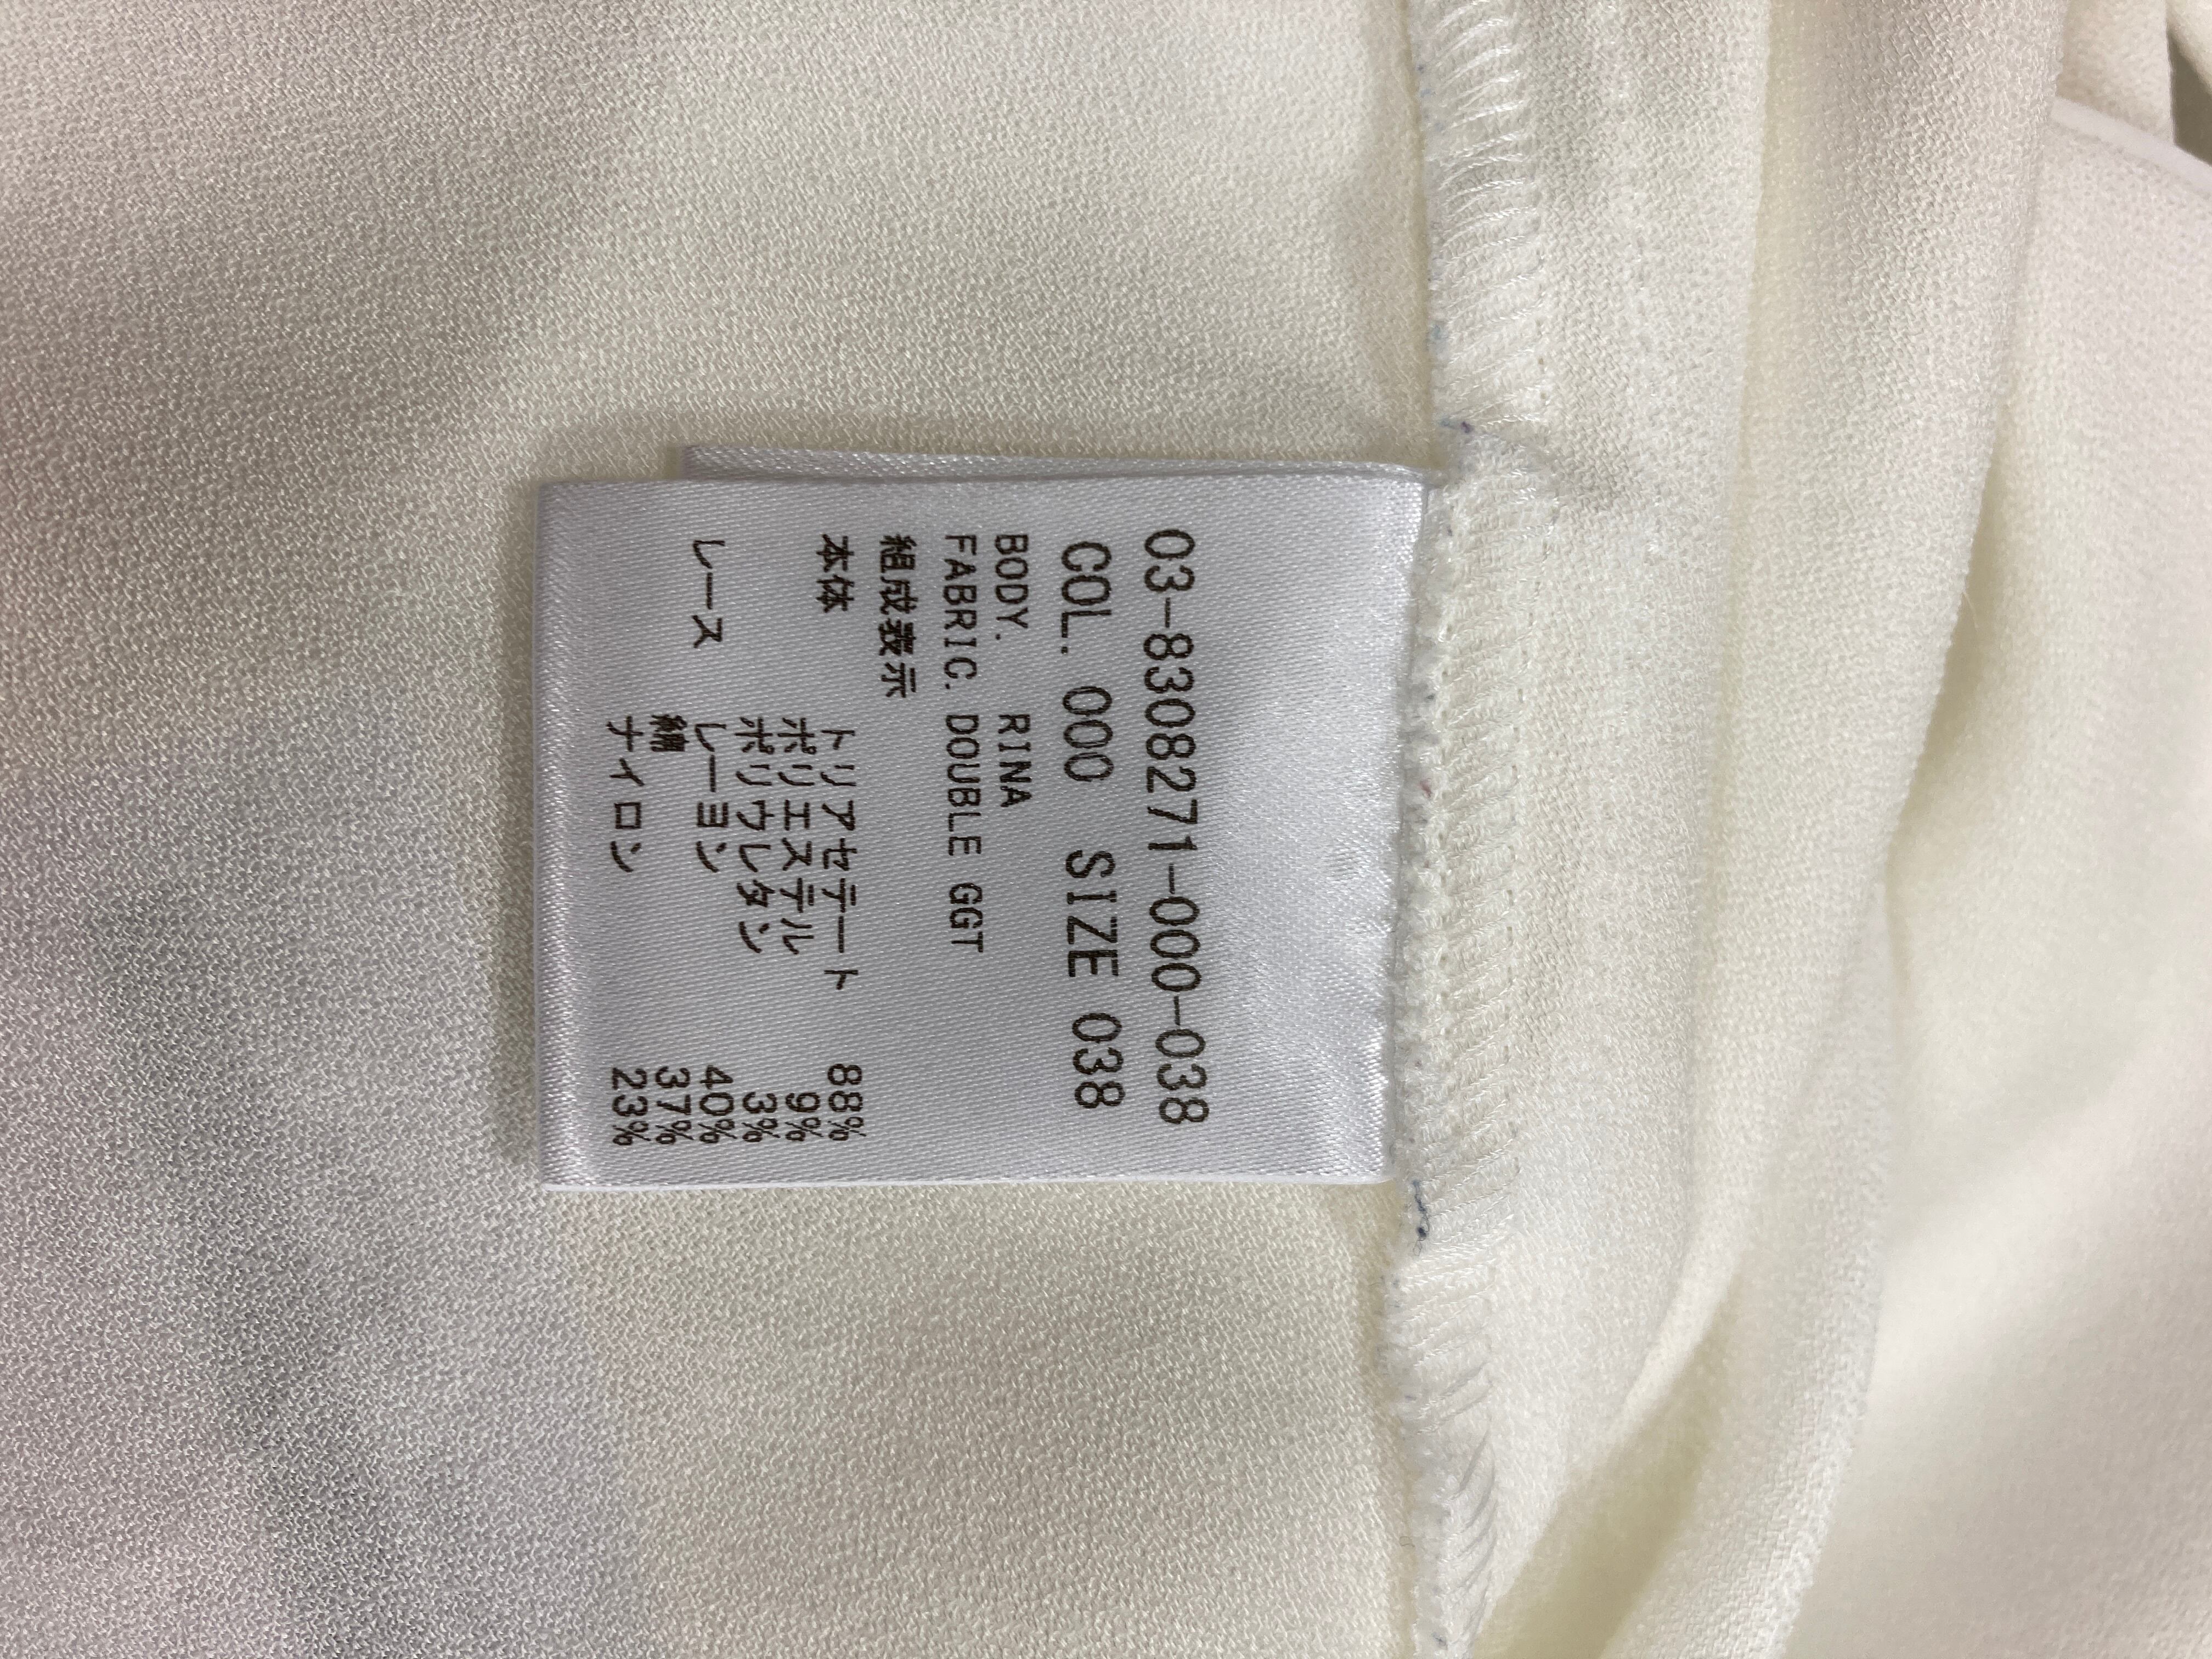 03-8308271-000-038
COL. 000 SIZE 038
BODY. RINA
FABRIC. DOUBLE GGT
組成表示
本体 トリアセテート 88%
ポリエステル 9%
ポリウレタン 3%
レース レーヨン 40%
綿 37%
ナイロン 23%